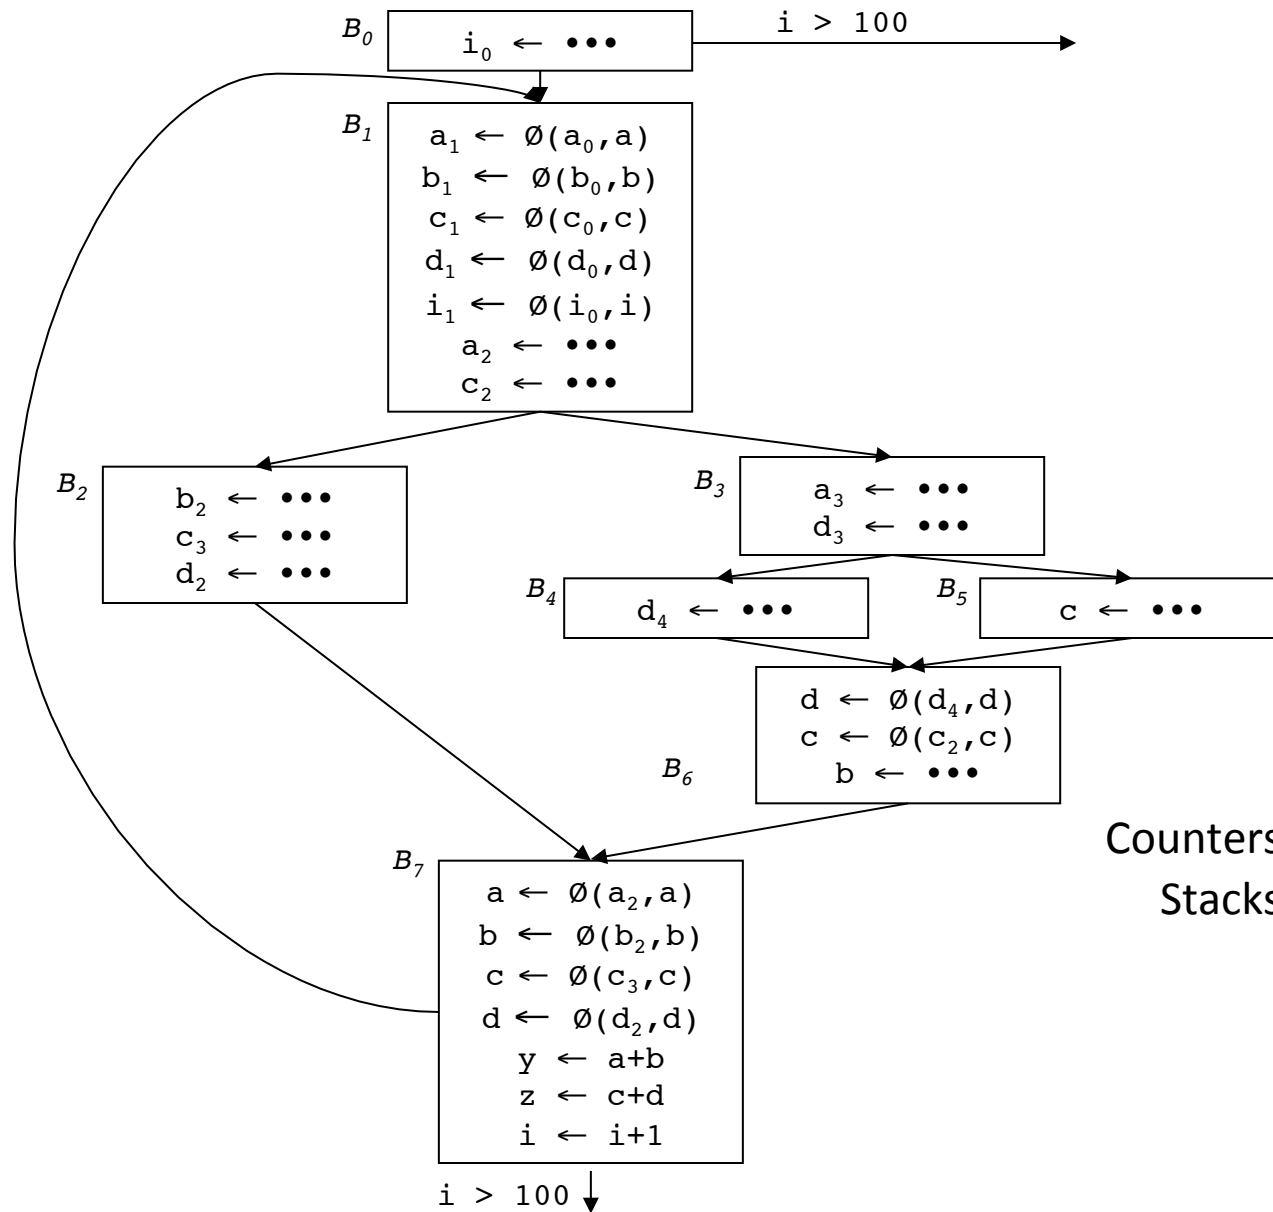 B₀
i₀ ← •••
i > 100
B₁
a₁ ← Ø(a₀,a)
b₁ ← Ø(b₀,b)
c₁ ← Ø(c₀,c)
d₁ ← Ø(d₀,d)
i₁ ← Ø(i₀,i)
a₂ ← •••
c₂ ← •••
B₂
b₂ ← •••
c₃ ← •••
d₂ ← •••
B₃
a₃ ← •••
d₃ ← •••
B₄
d₄ ← •••
B₅
c ← •••
d ← Ø(d₄,d)
c ← Ø(c₂,c)
b ← •••
B₆
Counters
Stacks
B₇
a ← Ø(a₂,a)
b ← Ø(b₂,b)
c ← Ø(c₃,c)
d ← Ø(d₂,d)
y ← a+b
z ← c+d
i ← i+1
i > 100